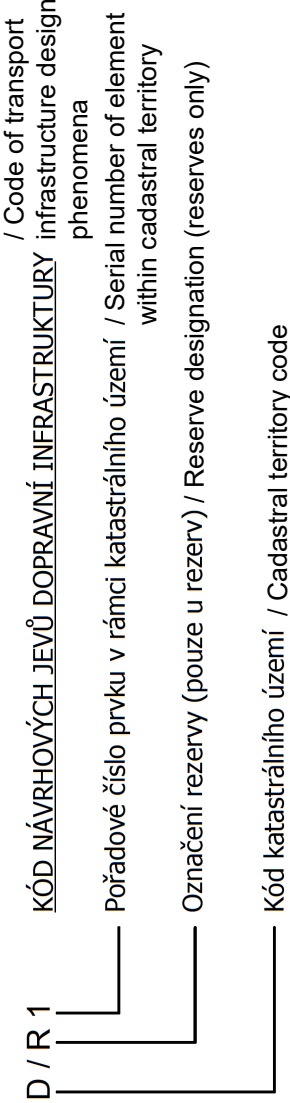 D / R 1
KÓD NÁVRHOVÝCH JEVŮ DOPRAVNÍ INFRASTRUKTURY / Code of transport
infrastructure design
phenomena
Pořadové číslo prvku v rámci katastrálního území / Serial number of element
within cadastral territory
Označení rezervy (pouze u rezerv) / Reserve designation (reserves only)
Kód katastrálního území / Cadastral territory code